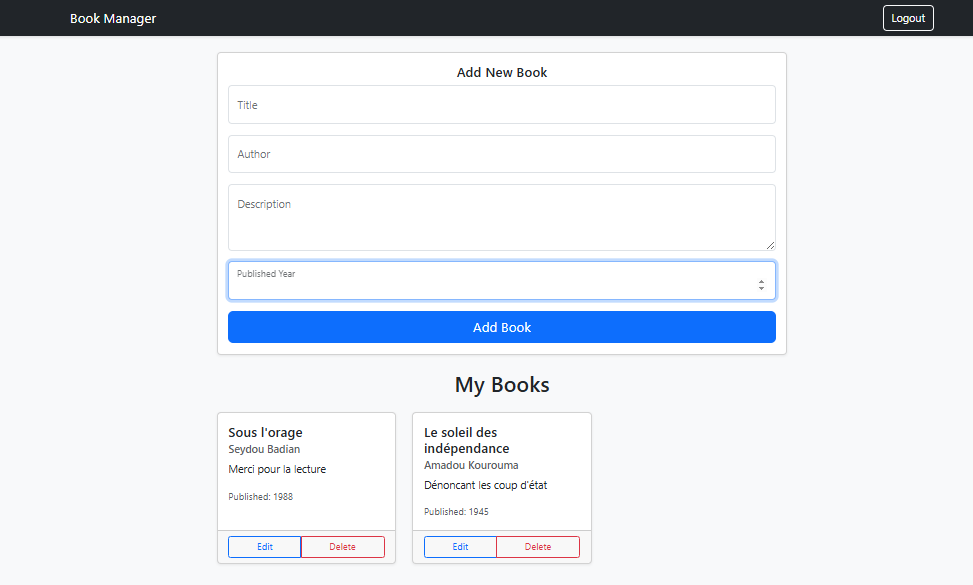 Book Manager
Logout
Add New Book
Title
Author
Description
Published Year
Add Book
My Books
Sous l'orage
Seydou Badian
Merci pour la lecture
Published: 1988
Edit
Delete
Le soleil des
indépendance
Amadou Kourouma
Dénoncant les coup d'état
Published: 1945
Edit
Delete